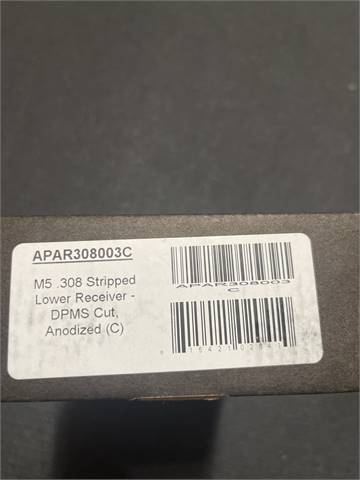 APAR308003C
M5 .308 Stripped
Lower Receiver -
DPMS Cut,
Anodized (C)
APAR308003
C